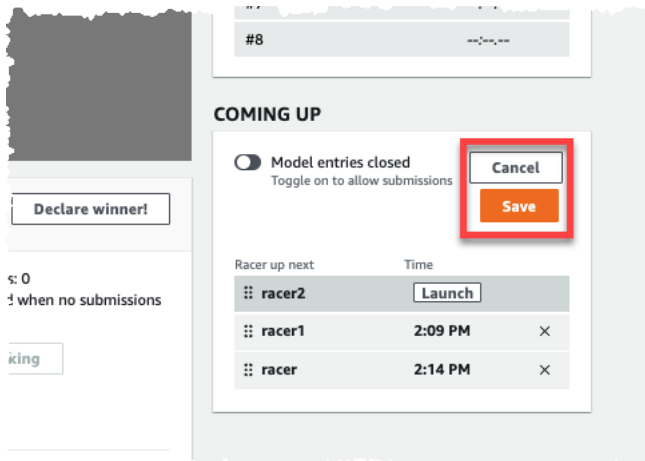 #8 --:--.--
COMING UP
Model entries closed
Toggle on to allow submissions
Cancel
Save
Declare winner!
Racer up next Time
racer2 Launch
racer1 2:09 PM ×
racer 2:14 PM ×
s: 0
when no submissions
king